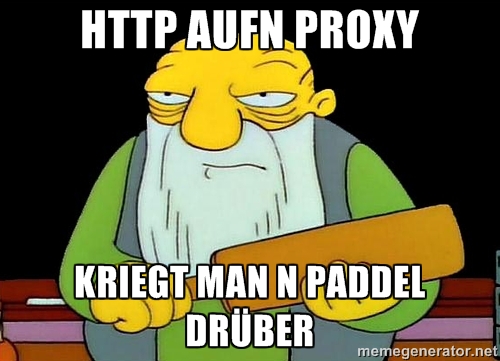 HTTP AUFN PROXY
KRIEGT MAN N PADDEL
DRÜBER
memegenerator.net